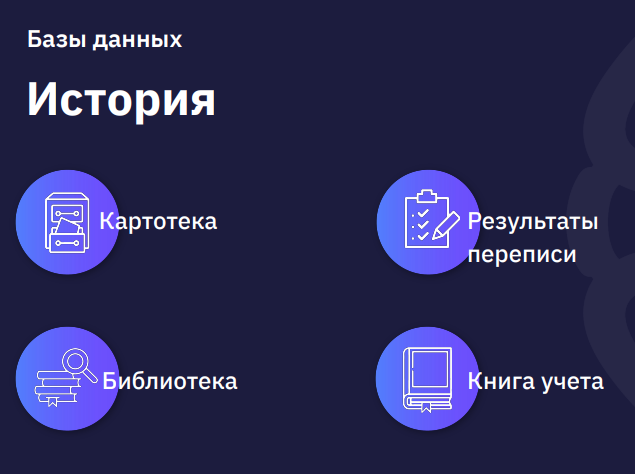 Базы данных
История
Картотека
Результаты
переписи
Библиотека
Книга учета